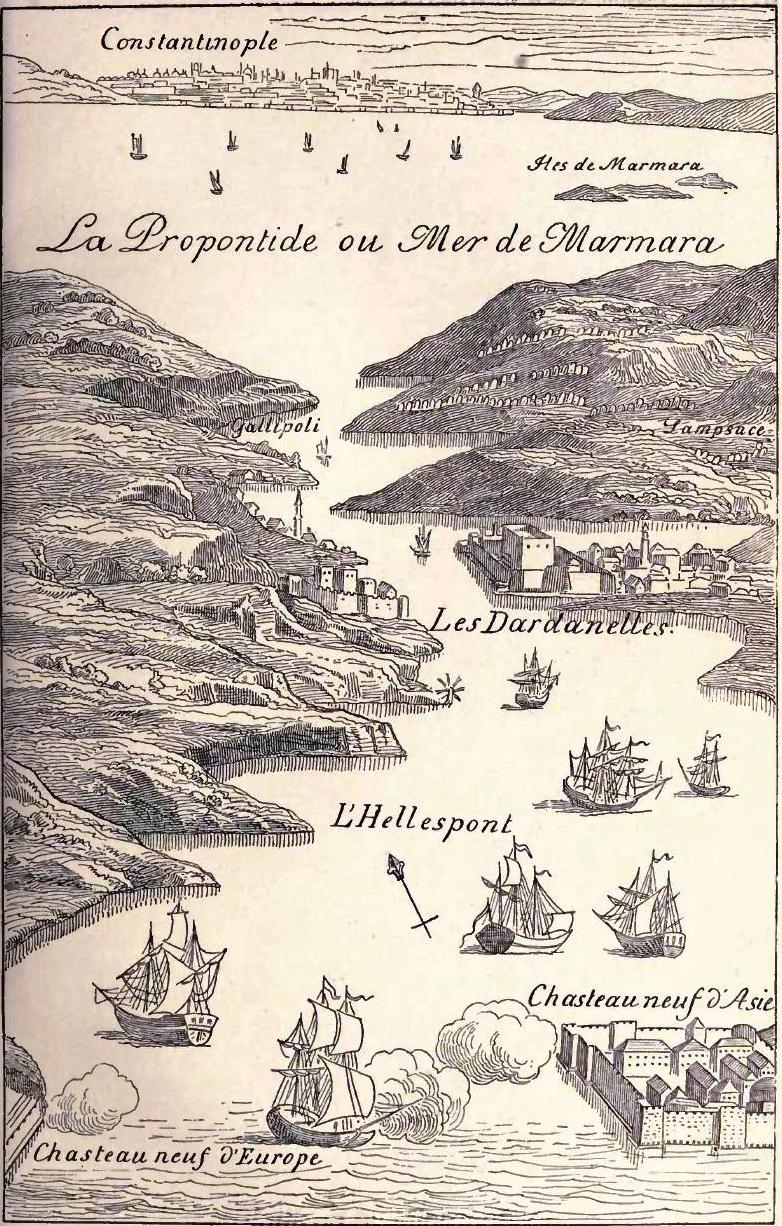 Constantinople
Iles de Marmara
La Propontide ou Mer de Marmara
Gallipoli
Lampsace
Les Dardanelles.
L'Hellespont
Chasteau neuf d'Asie
Chasteau neuf d'Europe